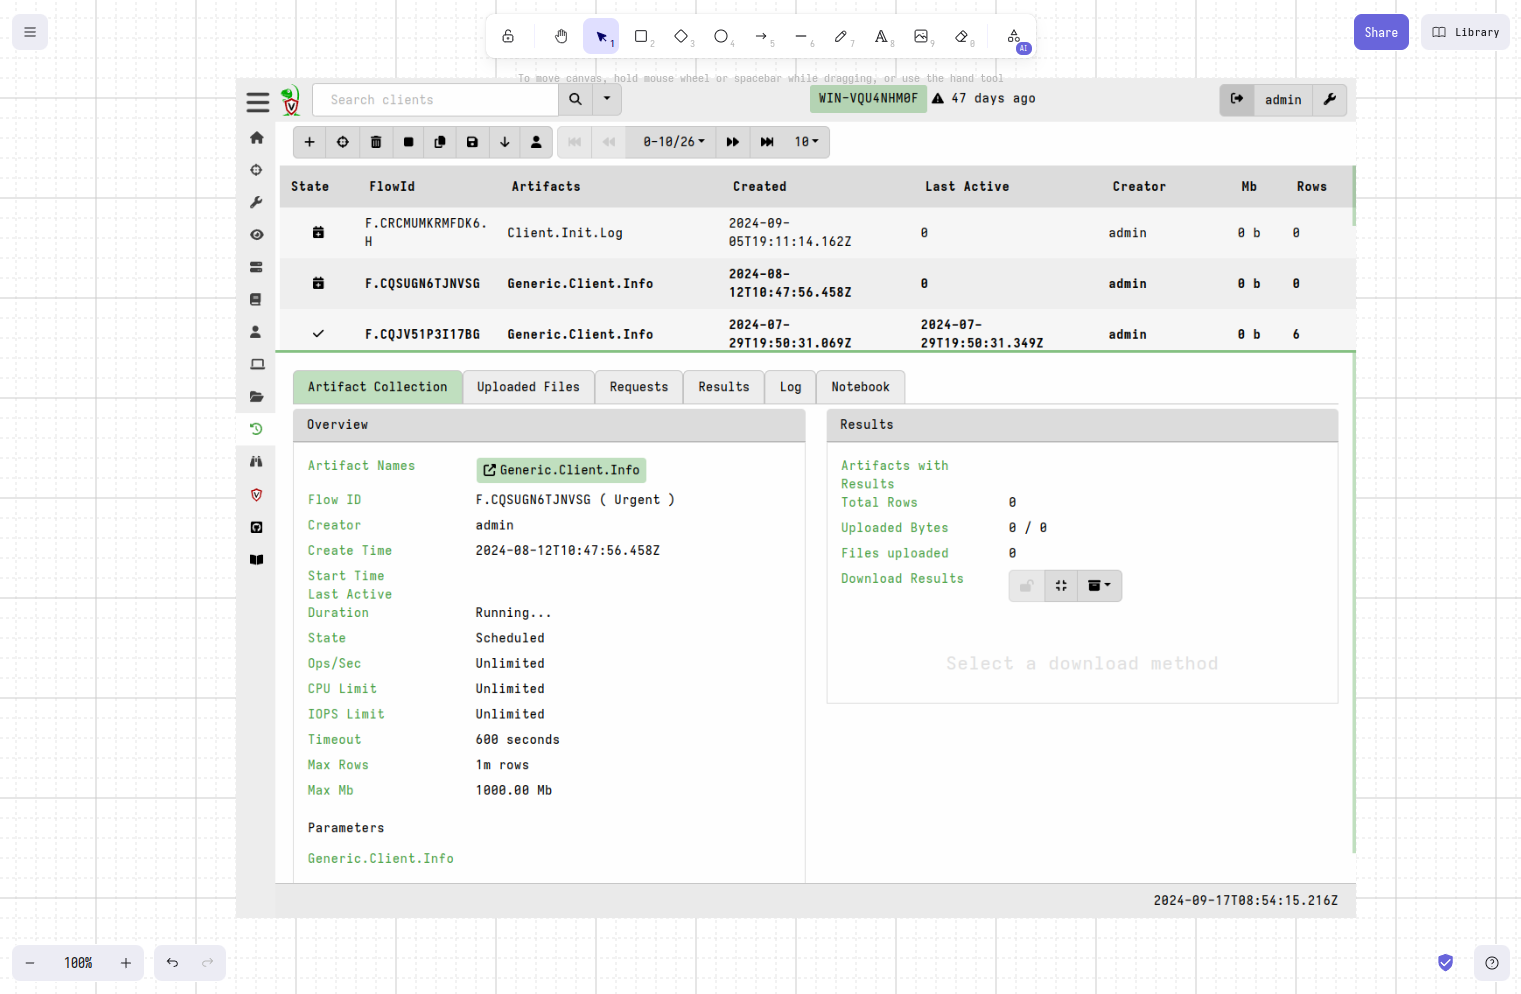 1 2 3 4 5 6 7 8 9 0 AI
Share
Library
To move canvas, hold mouse wheel or spacebar while dragging, or use the hand tool
Search clients
WIN-VQU4NHM0F 47 days ago
admin
0-10/26
10
State FlowId Artifacts Created Last Active Creator Mb Rows
F.CRCMUMKRMFDK6.H Client.Init.Log 2024-09-05T19:11:14.162Z 0 admin 0 b 0
F.CQSUGN6TJNVSG Generic.Client.Info 2024-08-12T10:47:56.458Z 0 admin 0 b 0
F.CQJV51P3I17BG Generic.Client.Info 2024-07-29T19:50:31.069Z 2024-07-29T19:50:31.349Z admin 0 b 6
Artifact Collection Uploaded Files Requests Results Log Notebook
Overview
Artifact Names Generic.Client.Info
Flow ID F.CQSUGN6TJNVSG ( Urgent )
Creator admin
Create Time 2024-08-12T10:47:56.458Z
Start Time
Last Active
Duration Running...
State Scheduled
Ops/Sec Unlimited
CPU Limit Unlimited
IOPS Limit Unlimited
Timeout 600 seconds
Max Rows 1m rows
Max Mb 1000.00 Mb
Parameters
Generic.Client.Info
Results
Artifacts with
Results
Total Rows 0
Uploaded Bytes 0 / 0
Files uploaded 0
Download Results
Select a download method
2024-09-17T08:54:15.216Z
100%